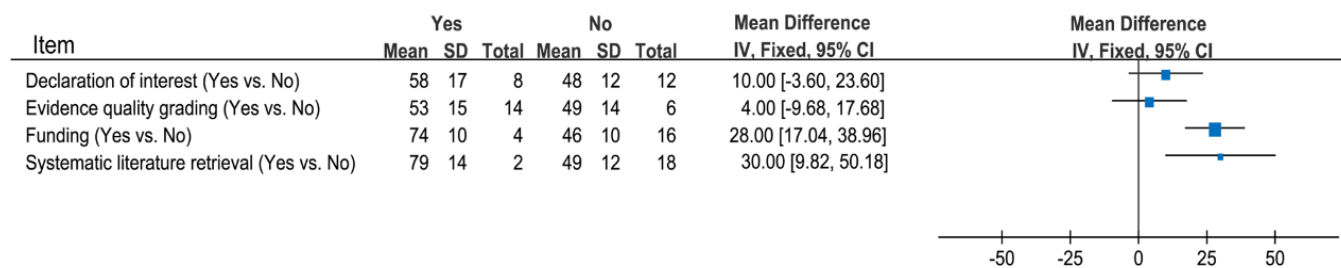 Yes No Mean Difference Mean Difference
Item Mean SD Total Mean SD Total IV, Fixed, 95% CI IV, Fixed, 95% CI
Declaration of interest (Yes vs. No) 58 17 8 48 12 12 10.00 [-3.60, 23.60]
Evidence quality grading (Yes vs. No) 53 15 14 49 14 6 4.00 [-9.68, 17.68]
Funding (Yes vs. No) 74 10 4 46 10 16 28.00 [17.04, 38.96]
Systematic literature retrieval (Yes vs. No) 79 14 2 49 12 18 30.00 [9.82, 50.18]
-50 -25 0 25 50